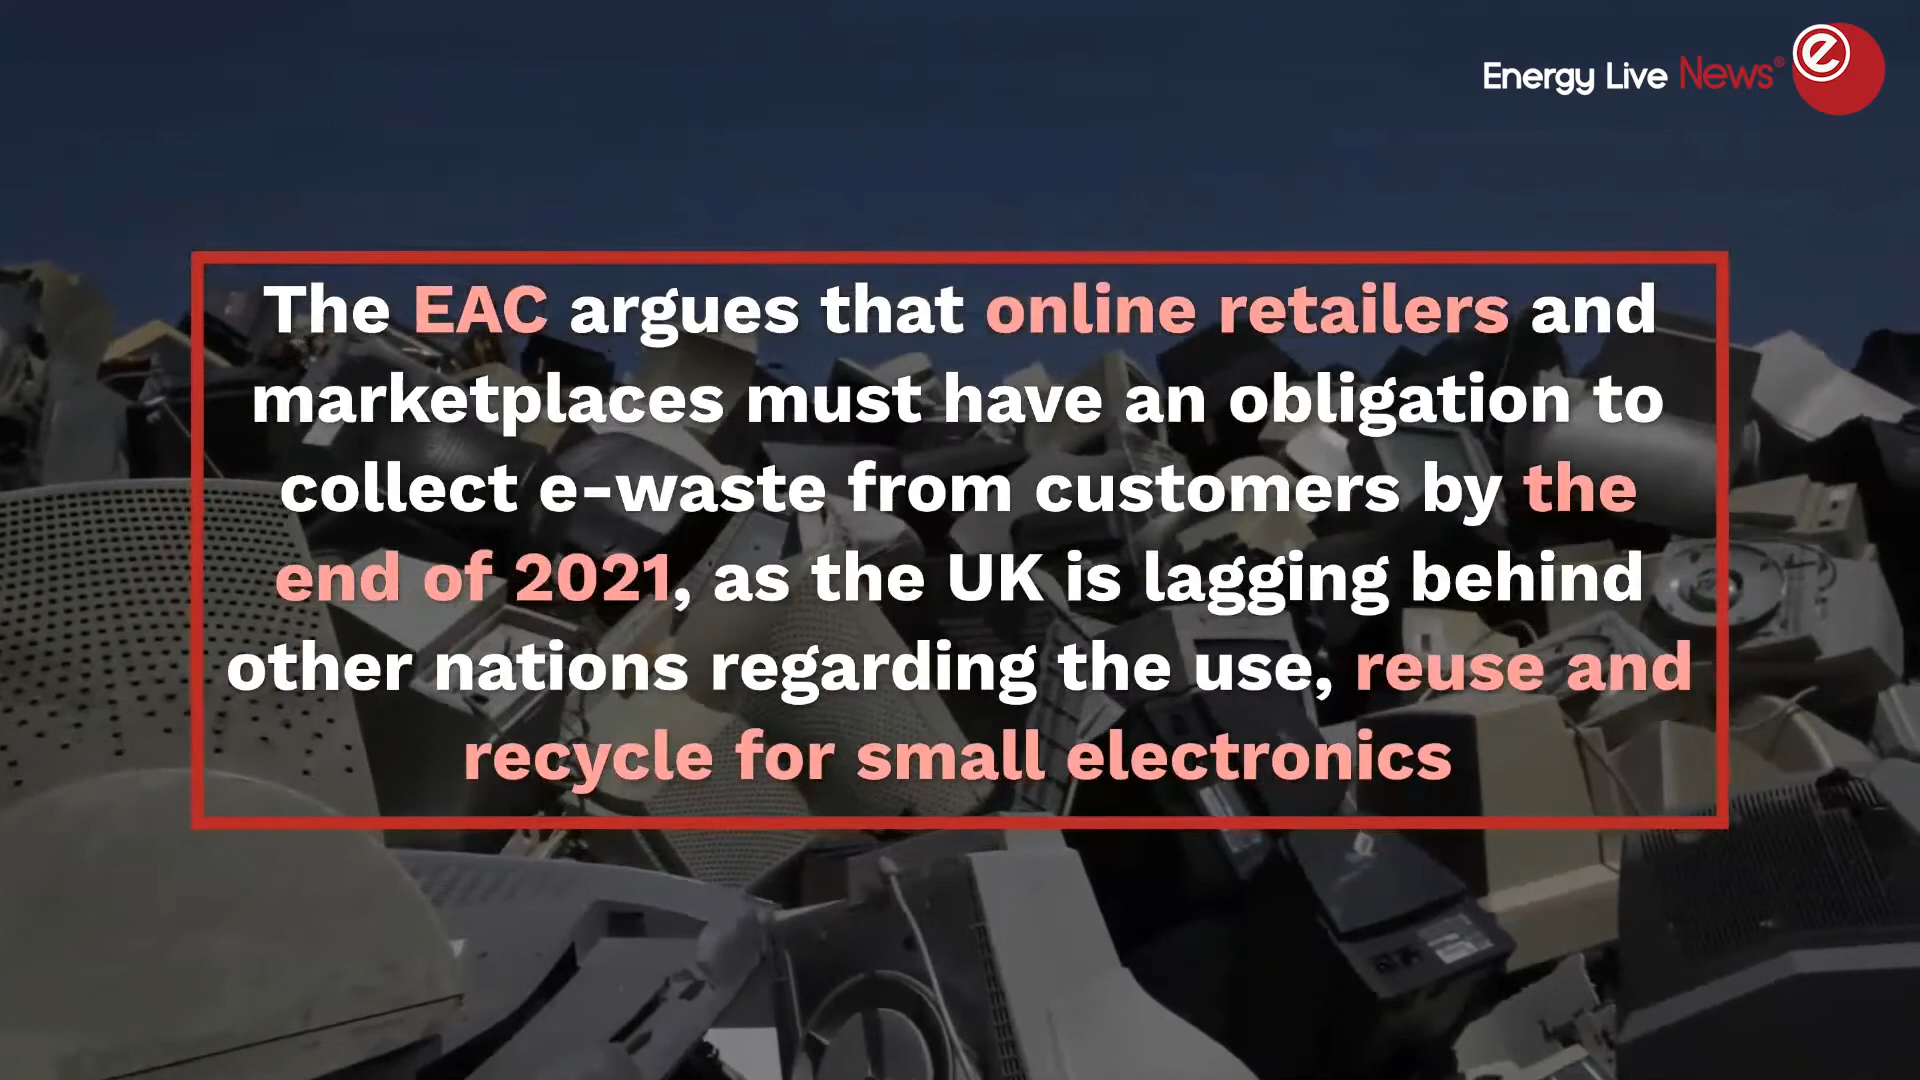 Energy Live News®
The EAC argues that online retailers and
marketplaces must have an obligation to
collect e-waste from customers by the
end of 2021, as the UK is lagging behind
other nations regarding the use, reuse and
recycle for small electronics